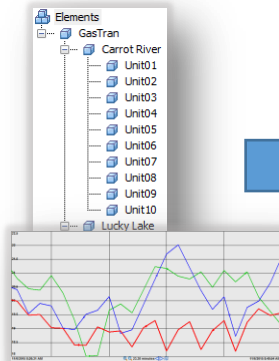 Elements
GasTran
Carrot River
Unit01
Unit02
Unit03
Unit04
Unit05
Unit06
Unit07
Unit08
Unit09
Unit10
Lucky Lake